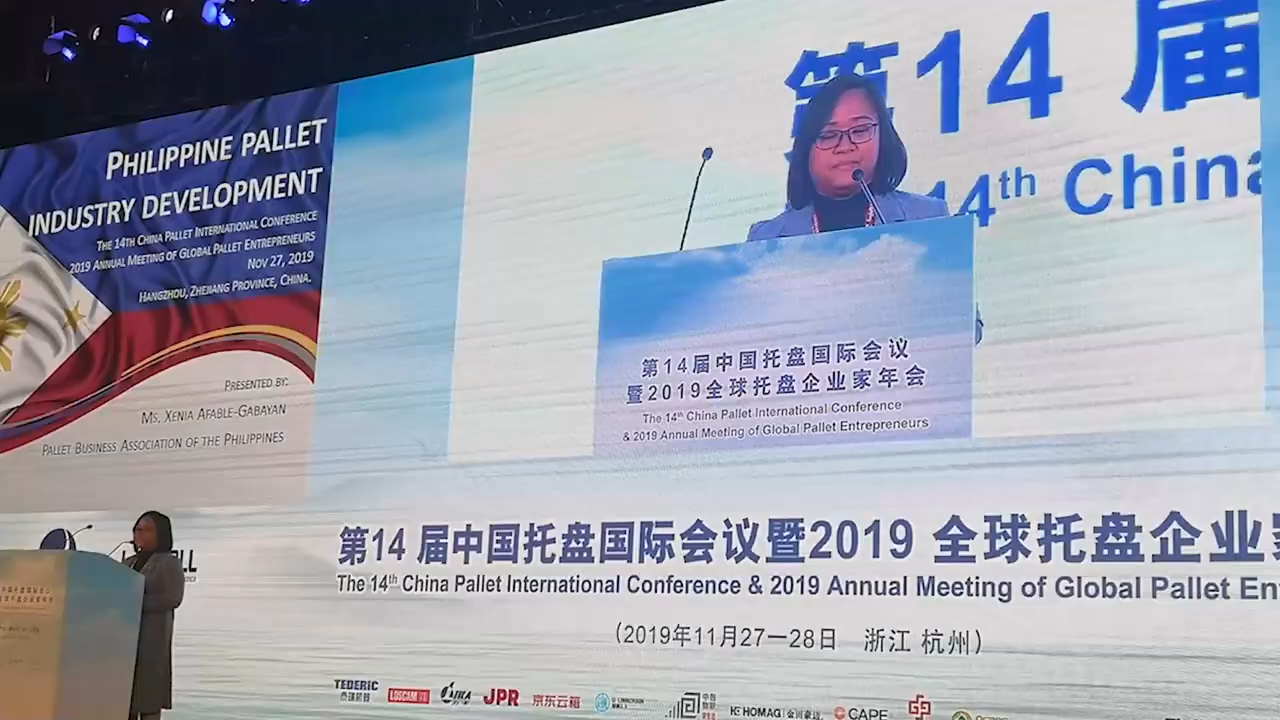 PHILIPPINE PALLET
INDUSTRY DEVELOPMENT
THE 14TH CHINA PALLET INTERNATIONAL CONFERENCE
2019 ANNUAL MEETING OF GLOBAL PALLET ENTREPRENEURS
NOV 27, 2019
HANGZHOU, ZHEJIANG PROVINCE, CHINA.
PRESENTED BY:
MS. XENIA AFABLE-GABAYAN
PALLET BUSINESS ASSOCIATION OF THE PHILIPPINES
第14届
14th China
第14届中国托盘国际会议
暨2019全球托盘企业家年会
The 14th China Pallet International Conference
& 2019 Annual Meeting of Global Pallet Entrepreneurs
第14届中国托盘国际会议暨2019 全球托盘企业
The 14th China Pallet International Conference & 2019 Annual Meeting of Global Pallet En
(2019年11月27—28日 浙江 杭州)
TEDERIC LOSCAM JPR 京东云箱 HOMAG CAPE